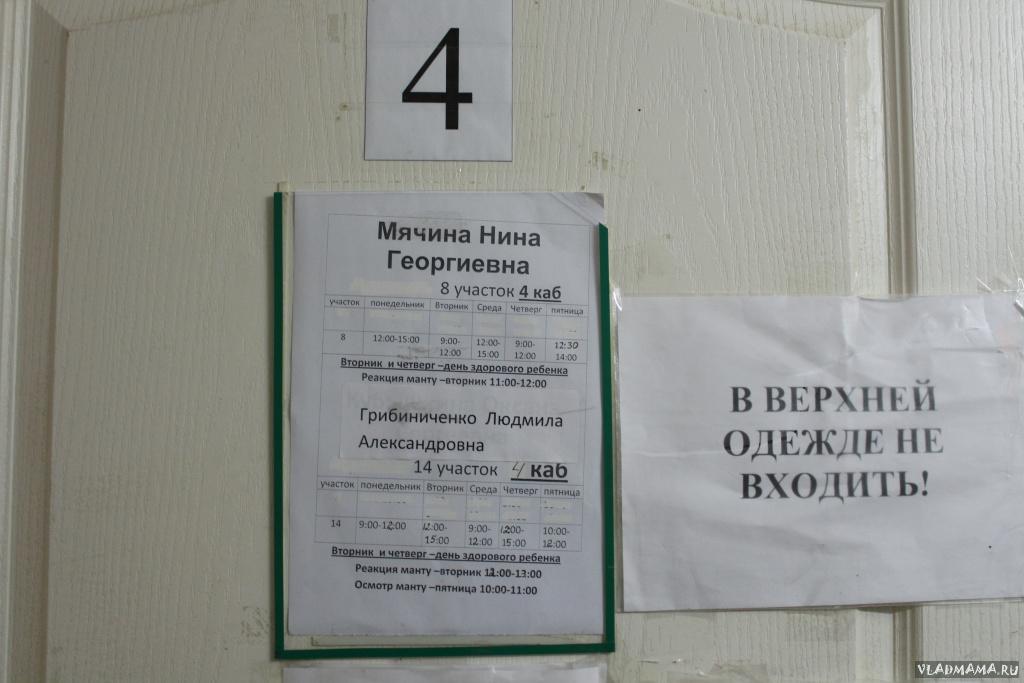 4
Мячина Нина
Георгиевна
8 участок 4 каб
участок понедельник Вторник Среда Четверг пятница
8 12:00-15:00 9:00-12:00 12:00-15:00 9:00-12:00 12:30 14:00
Вторник и четверг –день здорового ребенка
Реакция манту –вторник 11:00-12:00
Грибиниченко Людмила
Александровна
14 участок 4 каб
участок понедельник Вторник Среда Четверг пятница
14 9:00-12:00 12:00-15:00 9:00-12:00 12:00-15:00 10:00-12:00
Вторник и четверг –день здорового ребенка
Реакция манту –вторник 12:00-13:00
Осмотр манту –пятница 10:00-11:00
В ВЕРХНЕЙ
ОДЕЖДЕ НЕ
ВХОДИТЬ!
VLADMAMA.RU